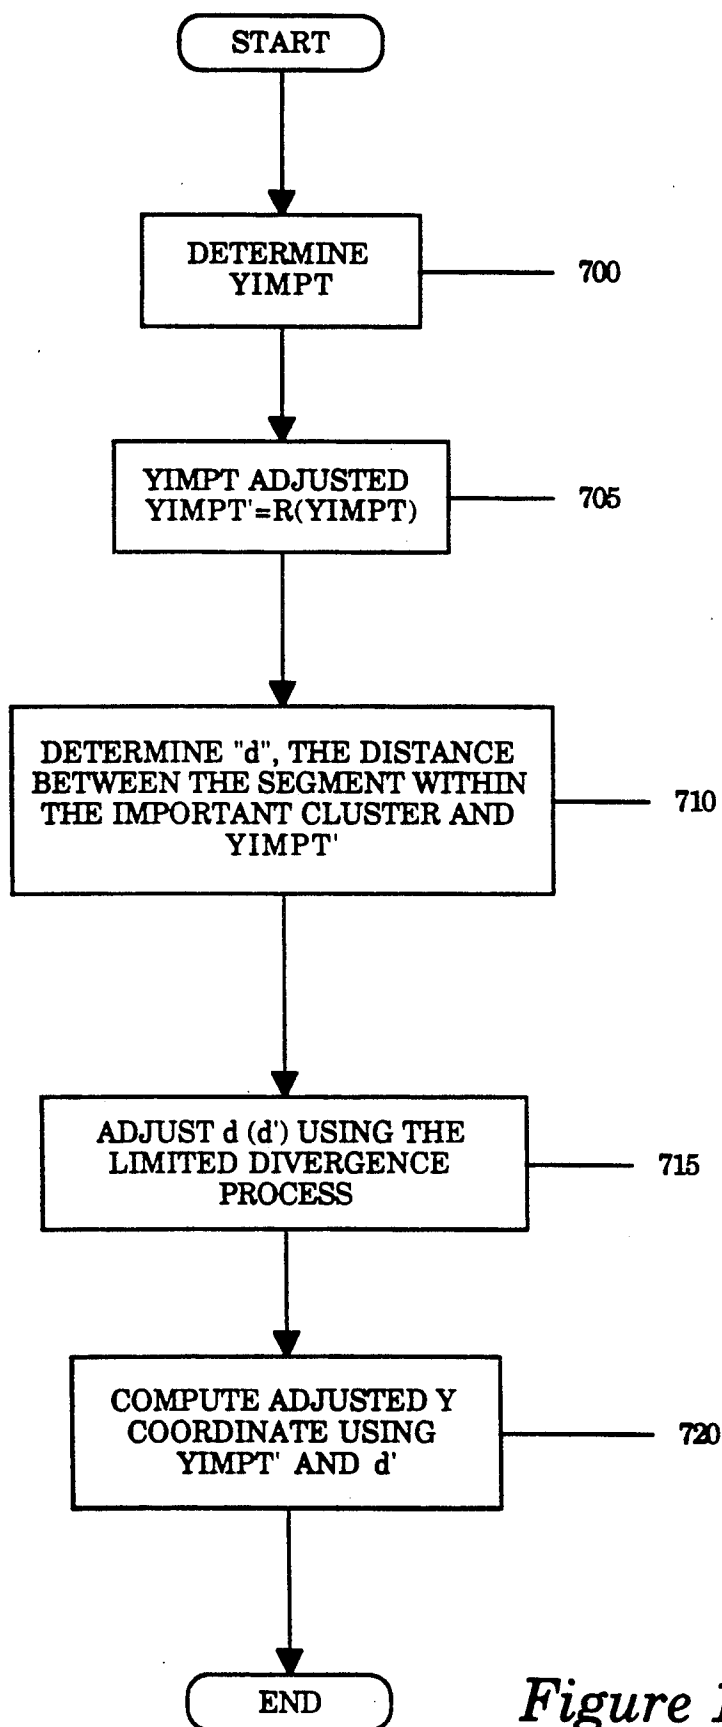 START
DETERMINE
YIMPT
700
YIMPT ADJUSTED
YIMPT'=R(YIMPT)
705
DETERMINE "d", THE DISTANCE
BETWEEN THE SEGMENT WITHIN
THE IMPORTANT CLUSTER AND
YIMPT'
710
ADJUST d (d') USING THE
LIMITED DIVERGENCE
PROCESS
715
COMPUTE ADJUSTED Y
COORDINATE USING
YIMPT' AND d'
720
END
Figure